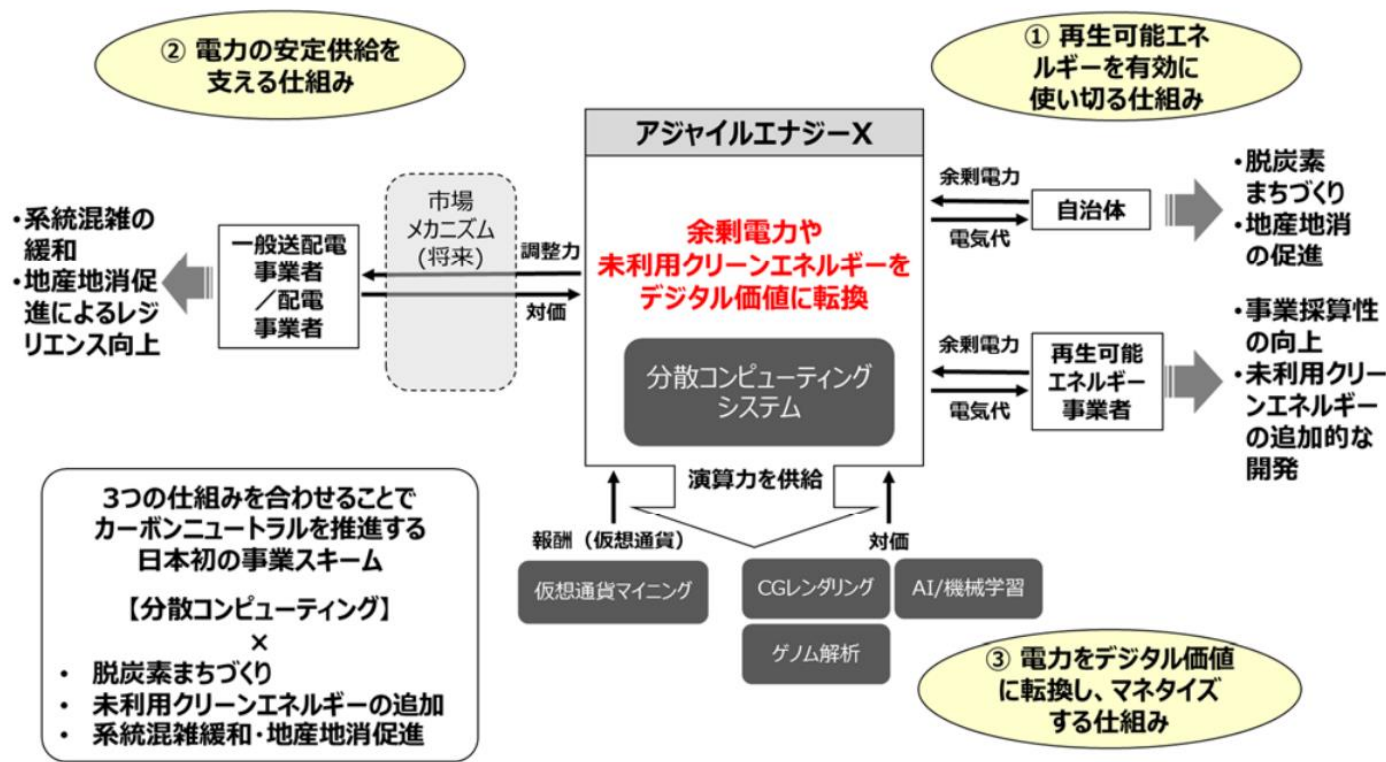 ② 電力の安定供給を
支える仕組み
① 再生可能エネ
ルギーを有効に
使い切る仕組み
アジャイルエナジーX
余剰電力や
未利用クリーンエネルギーを
デジタル価値に転換
分散コンピューティング
システム
市場
メカニズム
(将来)
調整力
対価
一般送配電
事業者
／配電
事業者
・系統混雑の
緩和
・地産地消促
進によるレジ
リエンス向上
余剰電力
電気代
自治体
・脱炭素
まちづくり
・地産地消
の促進
余剰電力
電気代
再生可能
エネルギー
事業者
・事業採算性
の向上
・未利用クリー
ンエネルギー
の追加的な
開発
演算力を供給
報酬（仮想通貨）
対価
仮想通貨マイニング
CGレンダリング
AI/機械学習
ゲノム解析
③ 電力をデジタル価値
に転換し、マネタイズ
する仕組み
3つの仕組みを合わせることで
カーボンニュートラルを推進する
日本初の事業スキーム
【分散コンピューティング】
×
• 脱炭素まちづくり
• 未利用クリーンエネルギーの追加
• 系統混雑緩和・地産地消促進